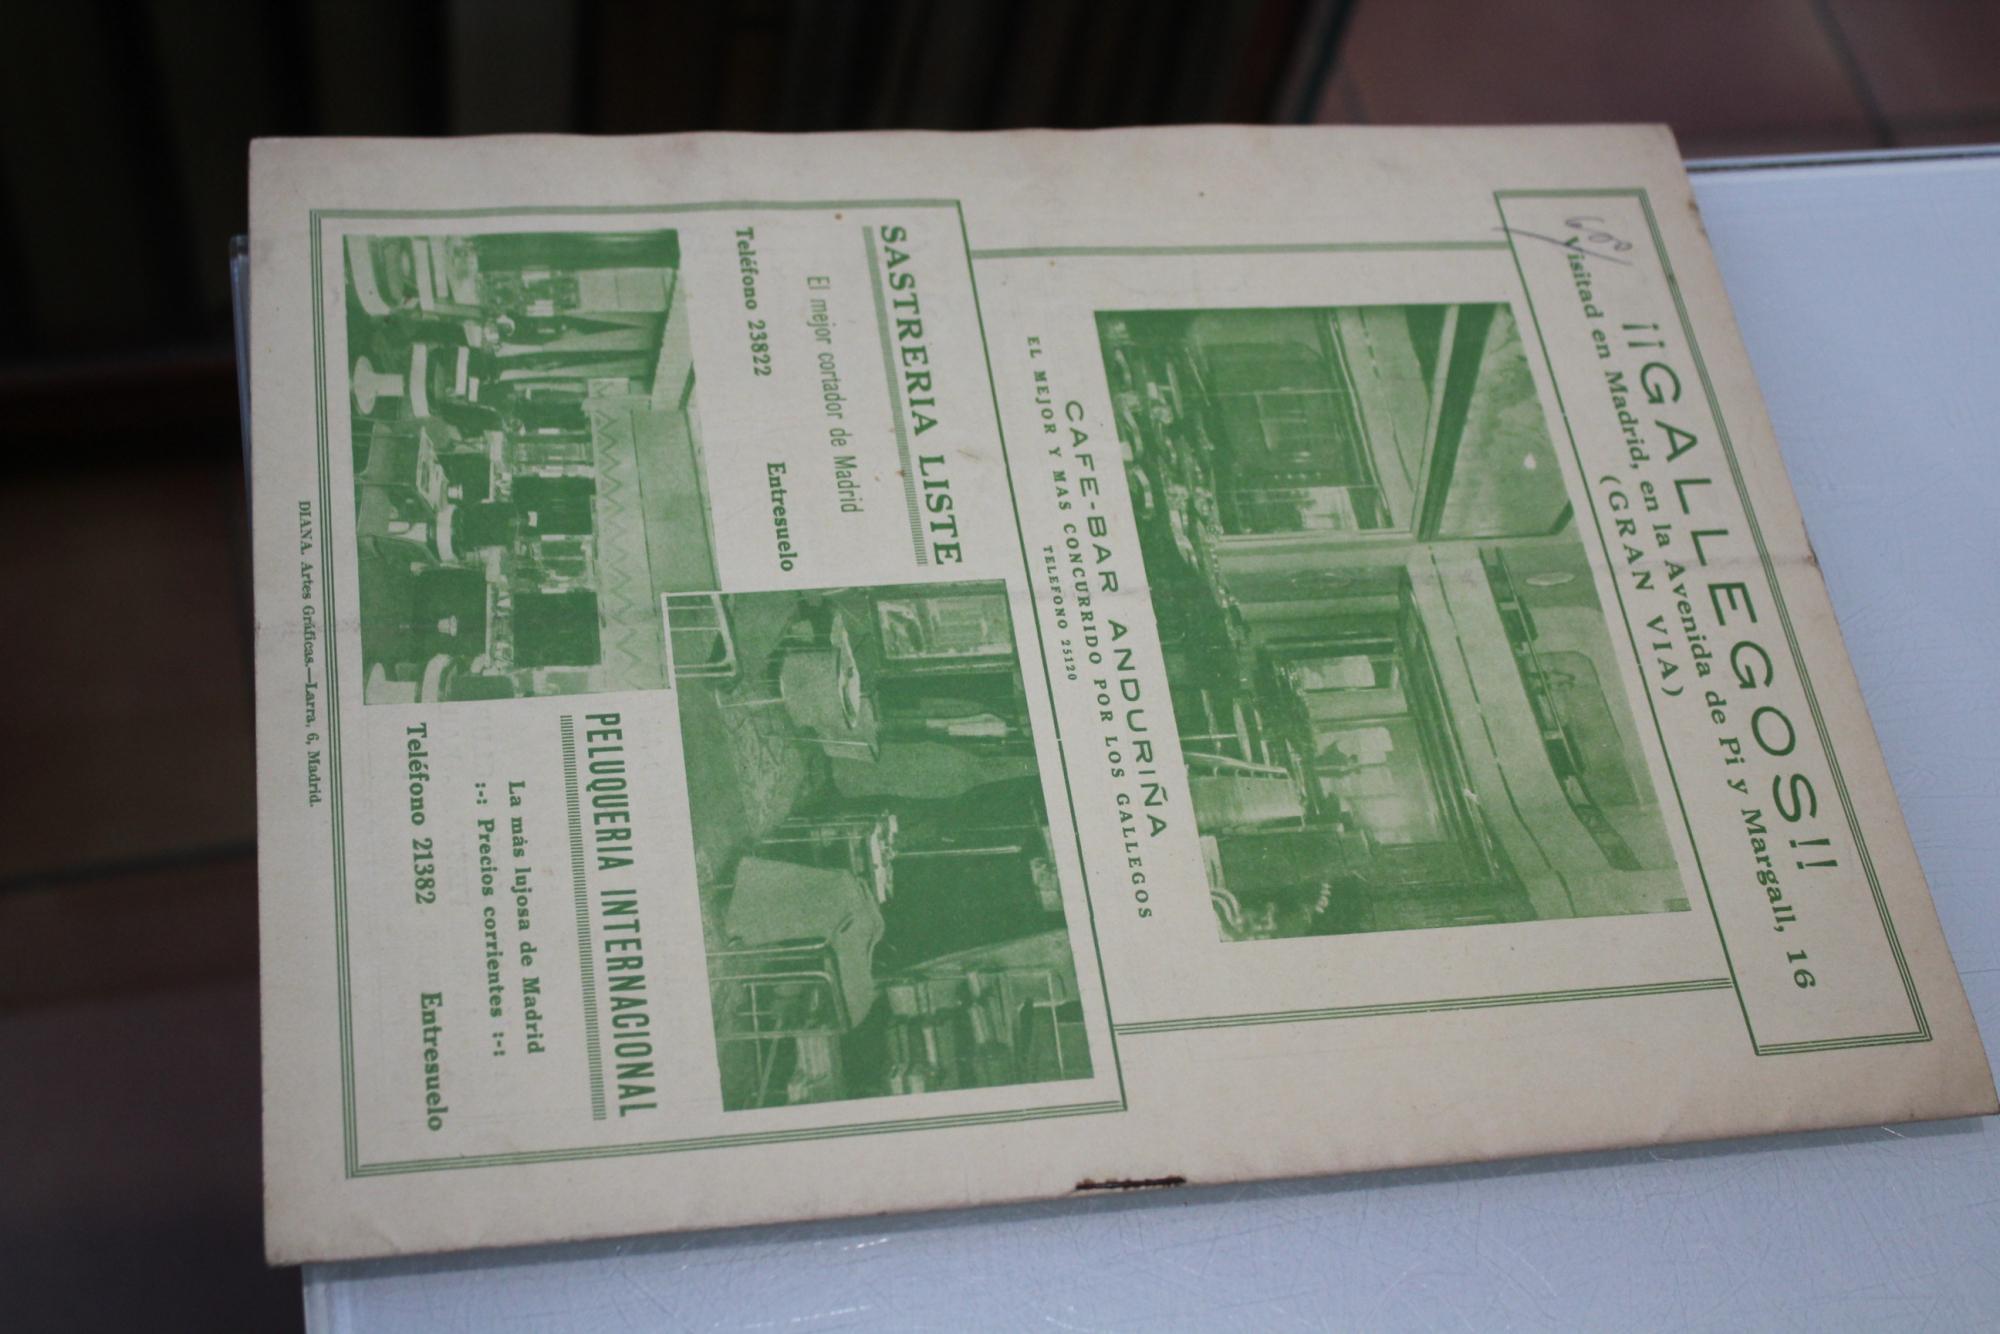 ¡¡GALLEGOS!!
Visitad en Madrid, en la Avenida de Pi y Margall, 16
(GRAN VIA)
CAFE-BAR ANDURIÑA
EL MEJOR Y MAS CONCURRIDO POR LOS GALLEGOS
TELEFONO 25120
SASTRERIA LISTE
El mejor cortador de Madrid
Teléfono 23822 Entresuelo
PELUQUERIA INTERNACIONAL
La más lujosa de Madrid
:-: Precios corrientes :-:
Teléfono 21382 Entresuelo
DIANA. Artes Gráficas.—Larra, 6, Madrid.